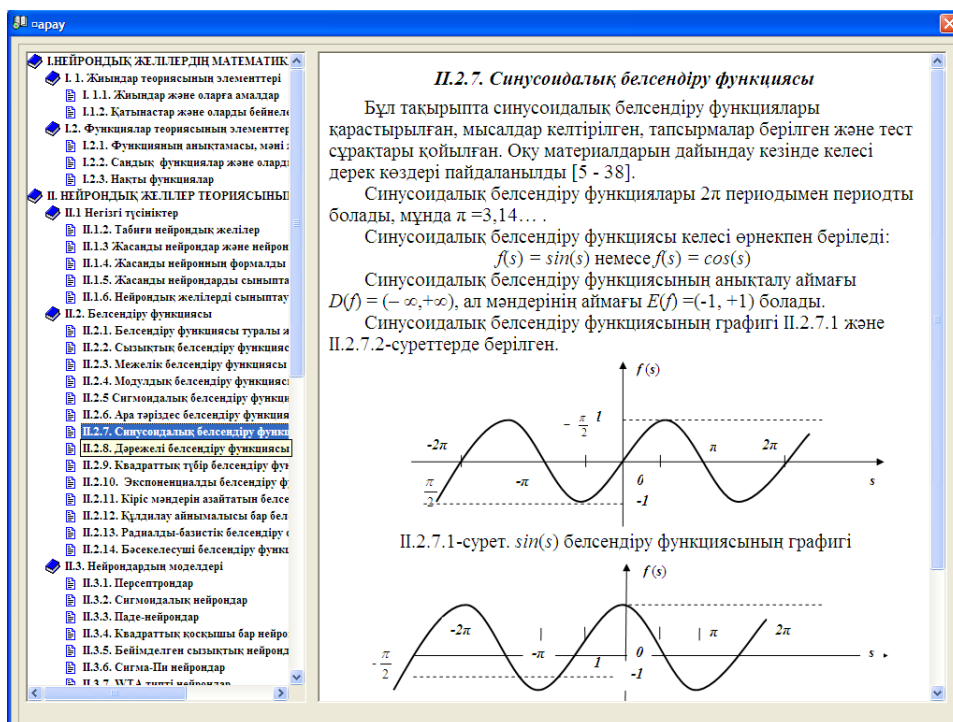 ▫арау
I.НЕЙРОНДЫҚ ЖЕЛІЛЕРДІҢ МАТЕМАТИК
I. 1. Жиындар теориясының элементтері
I. 1.1. Жиындар және оларға амалдар
I.1.2. Қатынастар және оларды бейнеле
I.2. Функциялар теориясының элементтер
I.2.1. Функцияның анықтамасы, мәні
I.2.2. Сандық функциялар және олард
I.2.3. Нақты функциялар
II. НЕЙРОНДЫҚ ЖЕЛІЛЕР ТЕОРИЯСЫНЫ
II.1 Негізгі түсініктер
II.1.2. Табиғи нейрондық желілер
II.1.3 Жасанды нейрондар және нейрон
II.1.4. Жасанды нейронның формалды
II.1.5. Жасанды нейрондарды сыныпта
II.1.6. Нейрондық желілерді сыныптау
II.2. Белсендіру функциясы
II.2.1. Белсендіру функциясы туралы ж
II.2.2. Сызықтық белсендіру функцияс
II.2.3. Межелік белсендіру функциясы
II.2.4. Модулдық белсендіру функцияс
II.2.5 Сигмоидалық белсендіру функци
II.2.6. Ара тәріздес белсендіру функция
II.2.7. Синусоидалық белсендіру функц
II.2.8. Дәрежелі белсендіру функциясы
II.2.9. Квадраттық түбір белсендіру фун
II.2.10. Экспоненциалды белсендіру ф
II.2.11. Кіріс мәндерін азайтатын белсе
II.2.12. Құлдилау айнымалысы бар бел
II.2.13. Радиалды-базистік белсендіру
II.2.14. Бәсекелесуші белсендіру функц
II.3. Нейрондардың моделдері
II.3.1. Персептрондар
II.3.2. Сигмоидалық нейрондар
II.3.3. Паде-нейрондар
II.3.4. Квадраттық қосқышы бар нейро
II.3.5. Бейімделген сызықтық нейронд
II.3.6. Сигма-Пи нейрондар
II.3.7. WTA типті нейрондар
II.2.7. Синусоидалық белсендіру функциясы
Бұл тақырыпта синусоидалық белсендіру функциялары
қарастырылған, мысалдар келтірілген, тапсырмалар берілген және тест
сұрақтары қойылған. Оқу материалдарын дайындау кезінде келесі
дерек көздері пайдаланылды [5 - 38].
Синусоидалық белсендіру функциялары 2π периодымен периодты
болады, мұнда π =3,14… .
Синусоидалық белсендіру функциясы келесі өрнекпен беріледі:
f(s) = sin(s) немесе f(s) = cos(s)
Синусоидалық белсендіру функциясының анықталу аймағы
D(f) = (− ∞,+∞), ал мәндерінің аймағы E(f) =(-1, +1) болады.
Синусоидалық белсендіру функциясының графигі II.2.7.1 және
II.2.7.2-суреттерде берілген.
f (s)
- π/2 1
-2π π 2π
π/2 -π 0 s
-1
II.2.7.1-сурет. sin(s) белсендіру функциясының графигі
f (s)
-2π π 2π
- π/2 -π 1 0 s
-1